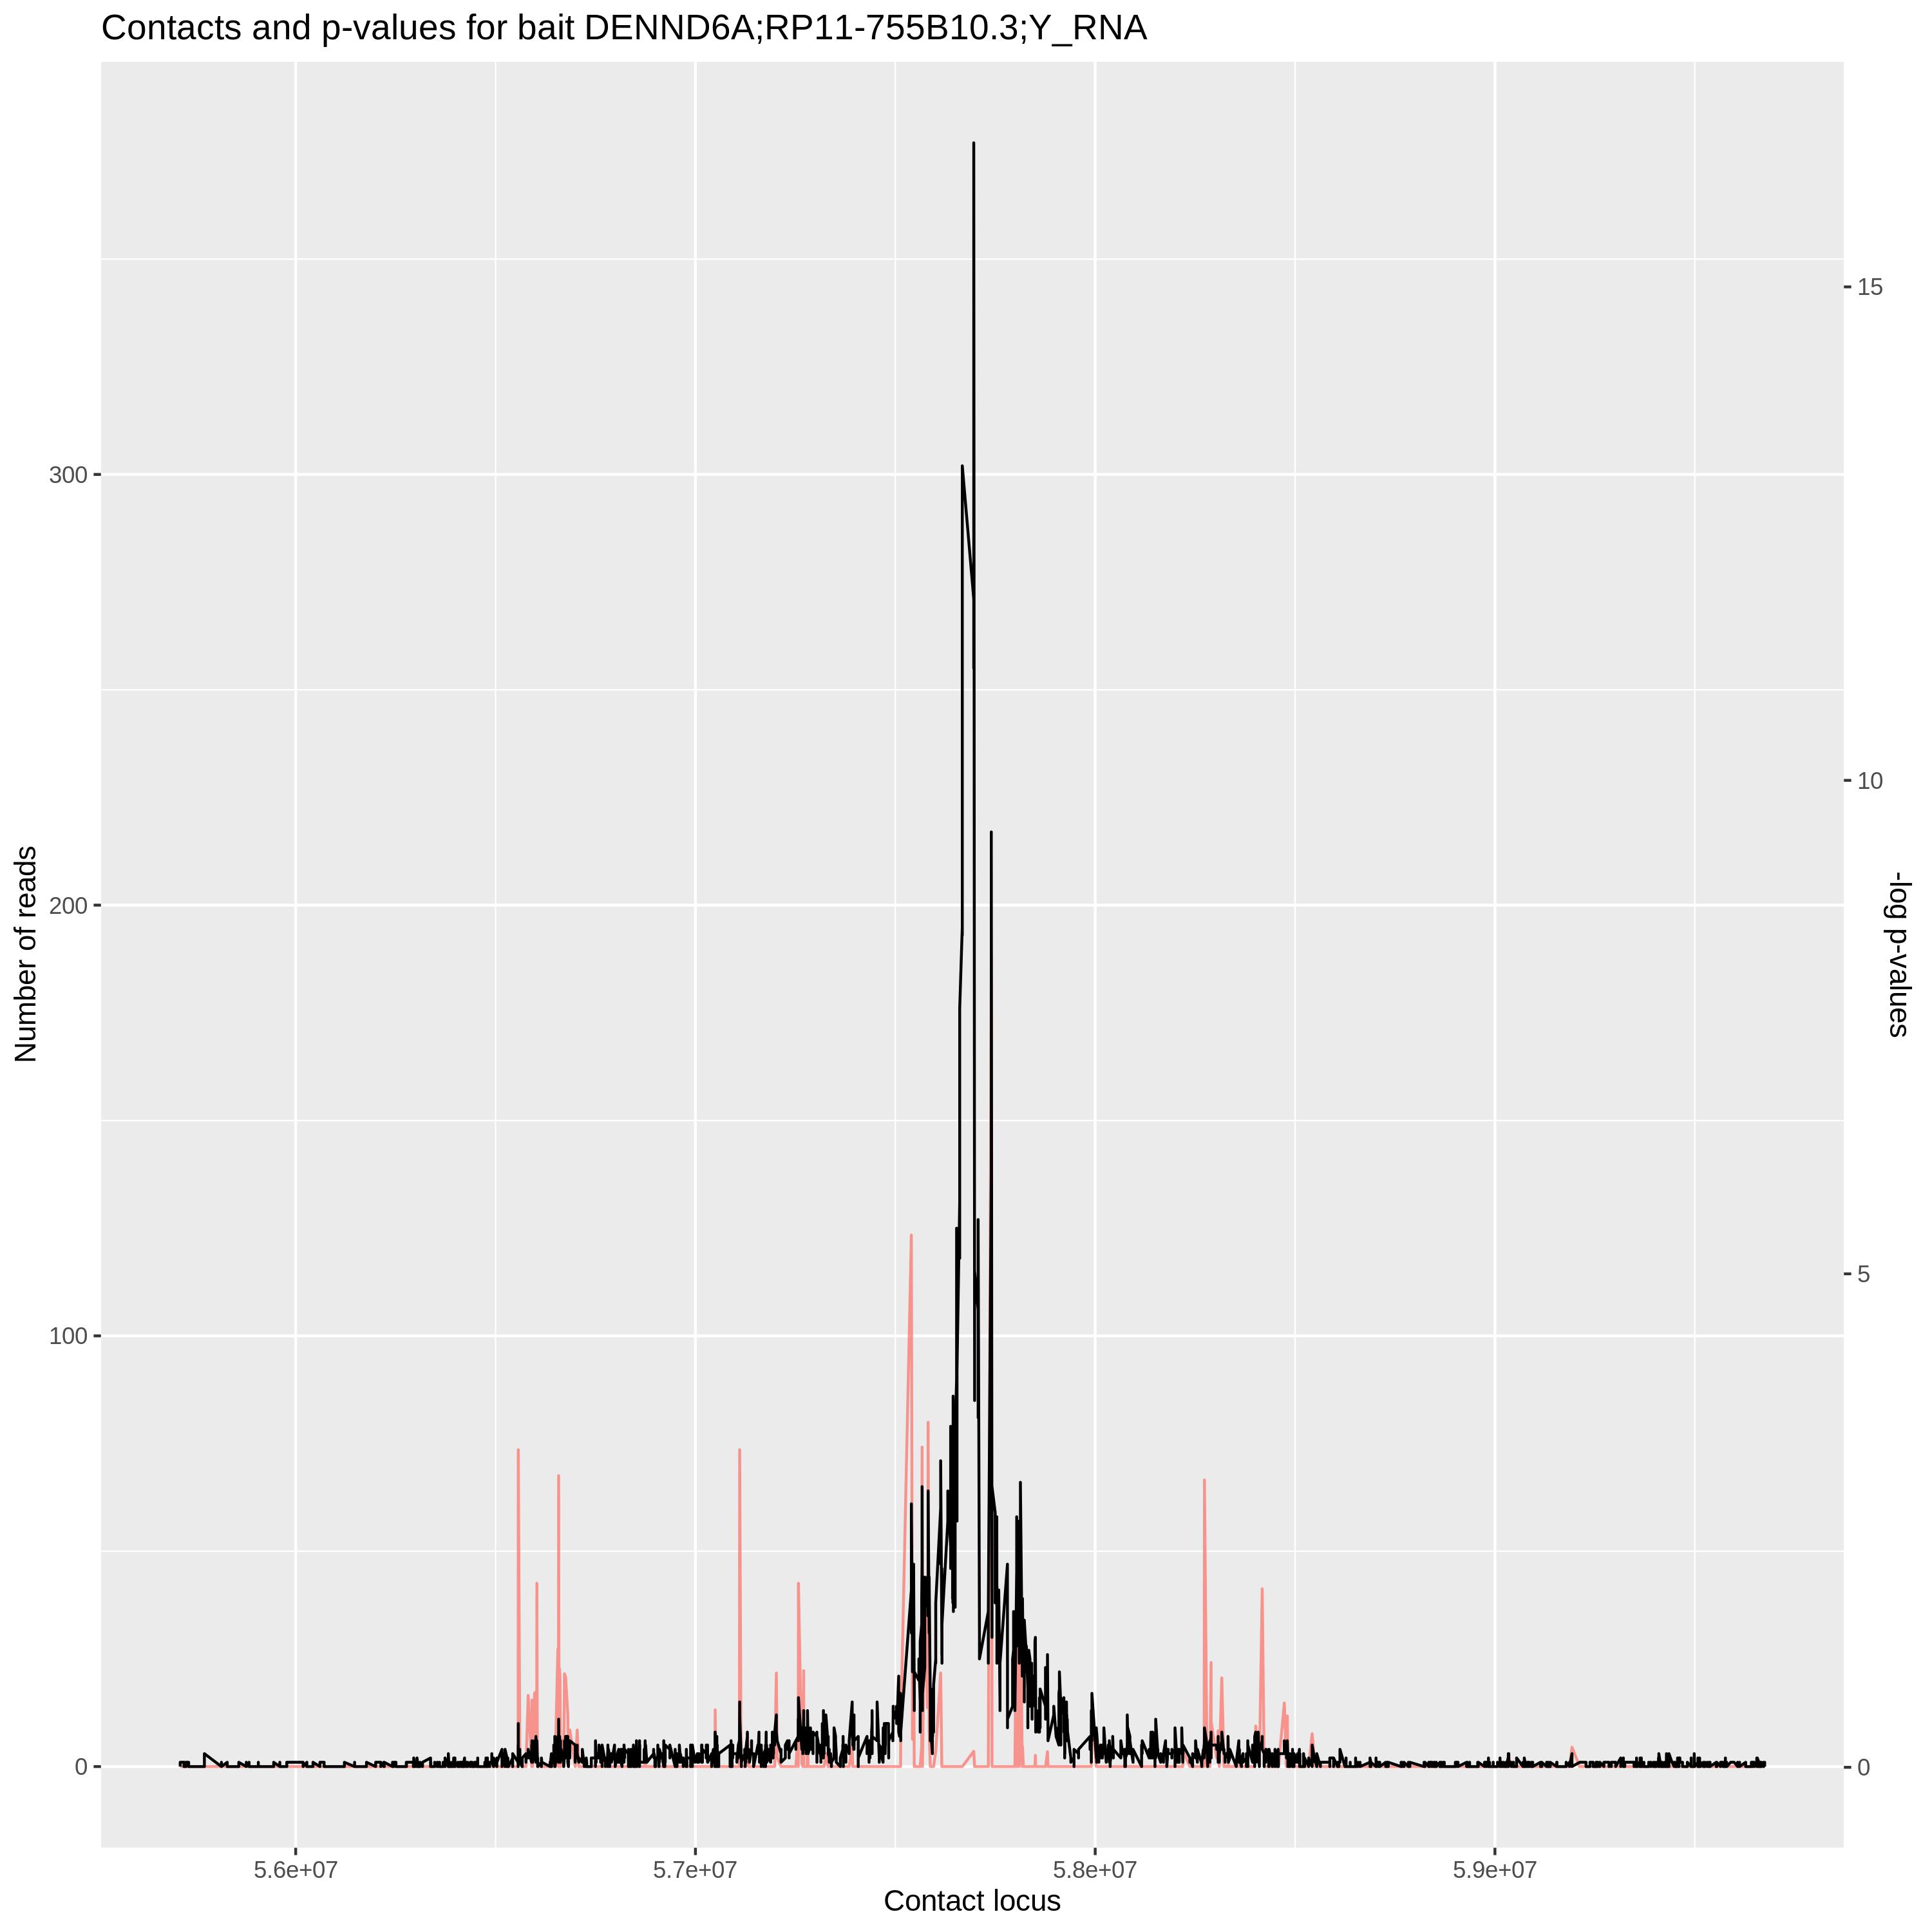 Contacts and p-values for bait DENND6A;RP11-755B10.3;Y_RNA
300
200
100
0
Number of reads
15
10
5
0
-log p-values
5.6e+07 5.7e+07 5.8e+07 5.9e+07
Contact locus